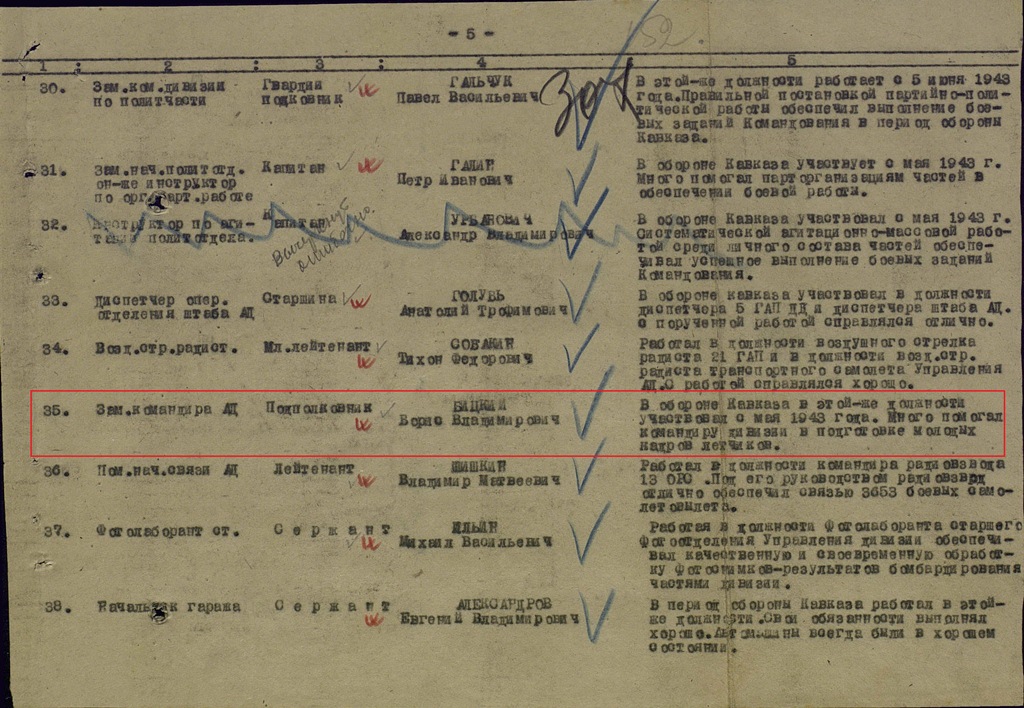 - 5 -
152.
1 : 2 : 3 : 4 5
30. Зам.ком.дивизии Гвардии ГАЛЬЧУК В этой-же должности работает с 5 июня 1943
по политчасти подковник Павел Васильевич года.Правильной постановкой партийно-поли-
тической работы обеспечил выполнение бое-
вых заданий Командования в период обороны
Кавказа.
31. Зам.нач.политотд. Капитан ГАЛИН В обороне Кавказа участвует с мая 1943 г.
он-же инструктор Петр Иванович Много помогал парторганизациям частей в
по орг.парт.работе обеспечении боевой работы.
32. Инструктор по аги- Капитан УРБАНОВИЧ В обороне Кавказа участвовал с мая 1943 г.
тации политотдела. Александр Владимирович Систематической агитационно-массовой рабо-
той среди личного состава частей обеспе-
чивал успешное выполнение боевых заданий
Командования.
33. Диспетчер опер. Старшина ГОЛУБЬ В обороне кавказа участвовал в должности
отделения штаба АД Анатолий Трофимович диспетчера 5 ГАП ДД и диспетчера штаба АД.
с порученной работой справлялся отлично.
34. Возд.стр.радист. Мл.лейтенант СОБАКИН Работал в должности воздушного стрелка
Тихон Федорович радиста 21 ГАП и в должности возд.стр.
радиста транспортного самолета Управления
АД.С работой справлялся хорошо.
35. Зам.командира АД Подполковник БИЦКИЙ В обороне Кавказа в этой-же должности
Борис Владимирович участвовал с мая 1943 года. Много помогал
командиру дивизии в подготовке молодых
кадров летчиков.
36. Пом.нач.связи АД Лейтенант ШИШКИН Работал в должности командира радиовзвода
Владимир Матвеевич 13 ОРС .Под его руководством радиовзвод
отлично обеспечил связью 3653 боевых само-
летовылета.
37. Фотолаборант ст. С е р ж а н т ИЛЬИН Работая в должности Фотолаборанта старшего
Михаил Васильевич Фотоотделения Управления дивизии обеспечи-
вал качественную и своевременную обработ-
ку Фотоснимков-результатов бомбардирования
частями дивизии.
38. Начальник гаража С е р ж а н т АЛЕКСАНДРОВ В период обороны Кавказа работал в этой-
Евгений Владимирович же должности.Свои обязанности выполнял
хорошо.Автомашины всегда были в хорошем
состоянии.